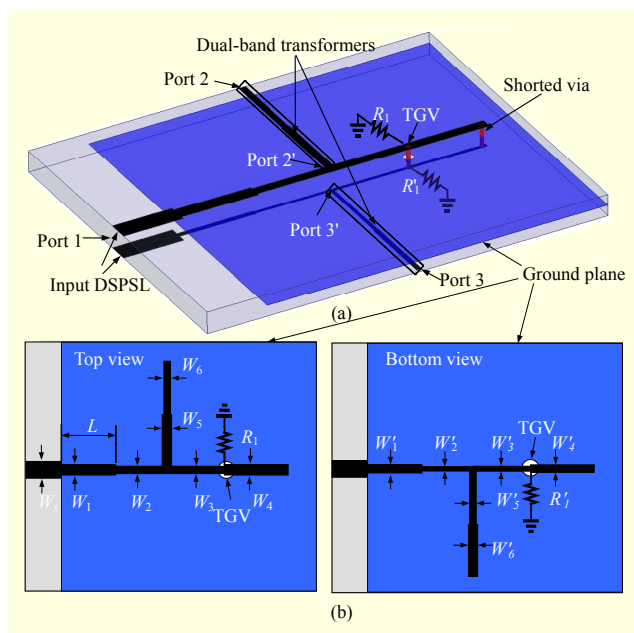 Dual-band transformers
Port 2
Shorted via
R₁
TGV
Port 2'
R'₁
Port 3'
Port 1
Port 3
Input DSPSL
Ground plane
(a)
Top view
W₆
L
W₅
R₁
Wₛ
W₁
W₂
W₃
W₄
TGV
Bottom view
TGV
W'₁
W'₂
W'₃
W'₄
W'₅
R'₁
W'₆
(b)